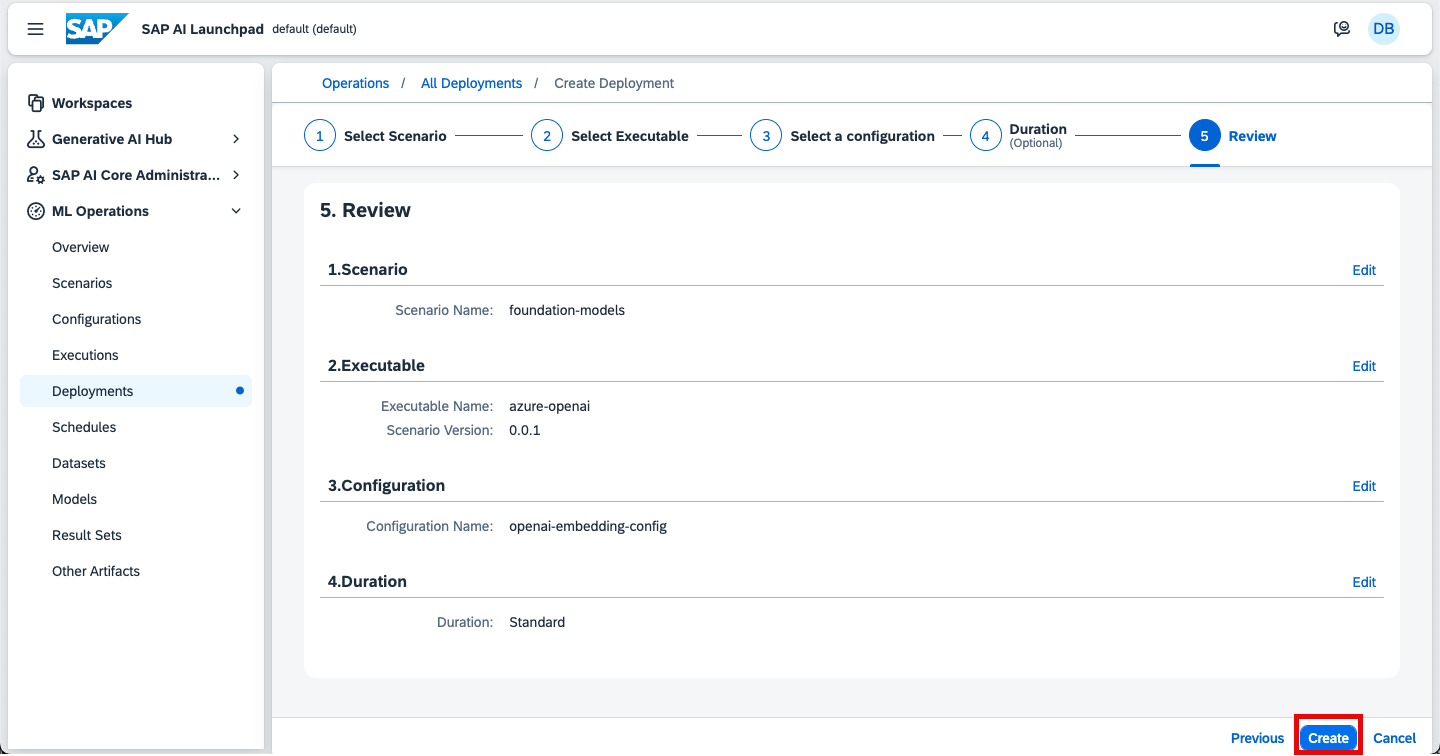 SAP SAP AI Launchpad default (default) DB
Workspaces
Generative AI Hub
SAP AI Core Administra...
ML Operations
Overview
Scenarios
Configurations
Executions
Deployments
Schedules
Datasets
Models
Result Sets
Other Artifacts
Operations / All Deployments / Create Deployment
1 Select Scenario
2 Select Executable
3 Select a configuration
4 Duration
(Optional)
5 Review
5. Review
1.Scenario Edit
Scenario Name: foundation-models
2.Executable Edit
Executable Name: azure-openai
Scenario Version: 0.0.1
3.Configuration Edit
Configuration Name: openai-embedding-config
4.Duration Edit
Duration: Standard
Previous Create Cancel